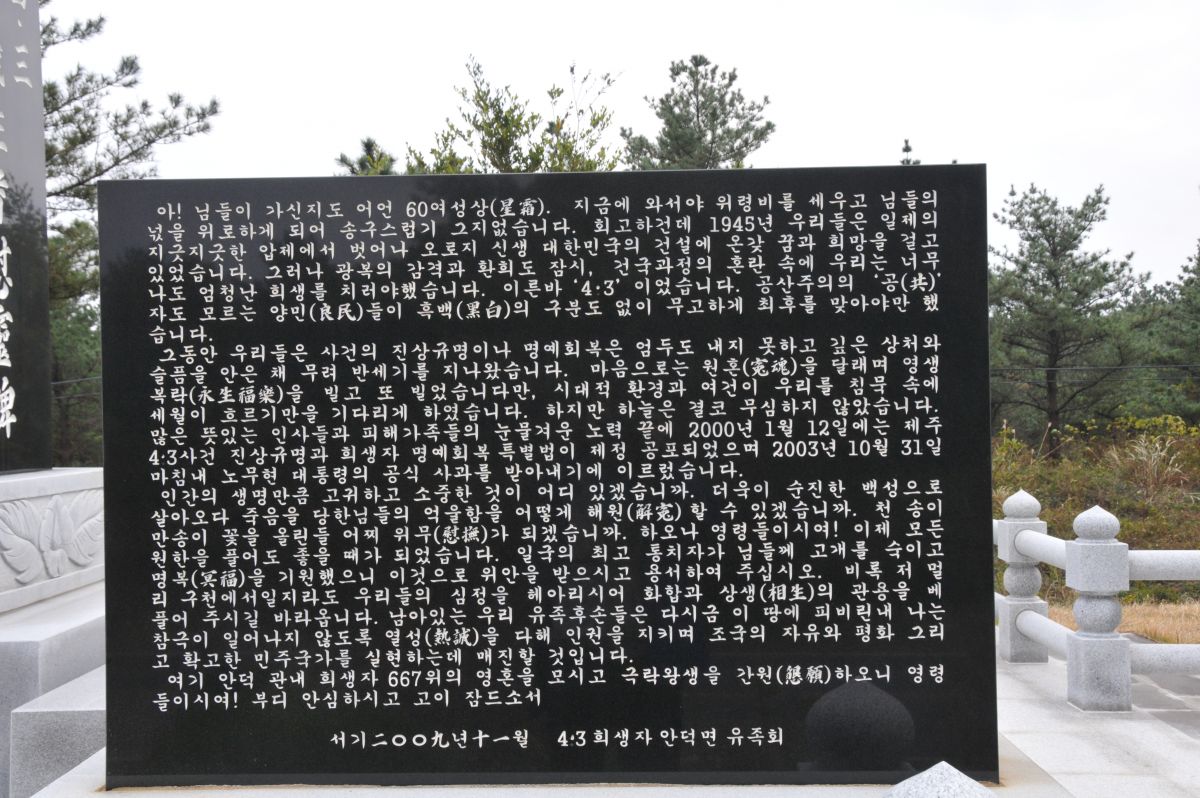 慰靈碑
아! 님들이 가신지도 어언 60여성상(星霜). 지금에 와서야 위령비를 세우고 님들의
넋을 위로하게 되어 송구스럽기 그지없습니다. 회고하건데 1945년 우리들은 일제의
지긋지긋한 압제에서 벗어나 오로지 신생 대한민국의 건설에 온갖 꿈과 희망을 걸고
있었습니다. 그러나 광복의 감격과 환희도 잠시, 건국과정의 혼란 속에 우리는 너무
나도 엄청난 희생를 치러야했습니다. 이른바 '4·3' 이었습니다. 공산주의의 '공(共)'
자도 모르는 양민(良民)들이 흑백(黑白)의 구분도 없이 무고하게 최후를 맞아야만 했
습니다.
그동안 우리들은 사건의 진상규명이나 명예회복은 엄두도 내지 못하고 깊은 상처와
슬픔을 안은 채 무려 반세기를 지나왔습니다. 마음으로는 원혼(寃魂)을 달래며 영생
복락(永生福樂)을 빌고 또 빌었습니다만, 시대적 환경과 여건이 우리를 침묵 속에
세월이 흐르기만을 기다리게 하였습니다. 하지만 하늘은 결코 무심하지 않았습니다.
많은 뜻있는 인사들과 피해가족들의 눈물겨운 노력 끝에 2000년 1월 12일에는 제주
4·3사건 진상규명과 희생자 명예회복특별법이 제정 공포되었으며 2003년 10월 31일
마침내 노무현 대통령의 공식 사과를 받아내기에 이르렀습니다.
인간의 생명만큼 고귀하고 소중한 것이 어디 있겠습니까. 더욱이 순진한 백성으로
살아오다 죽음을 당한님들의 억울함을 어떻게 해원(解寃) 할 수 있겠습니까. 천 송이
만송이 꽃을 올린들 어찌 위무(慰撫)가 되겠습니까. 하오나 영령들이시여! 이제 모든
원한을 풀어도 좋을 때가 되었습니다. 일국의 최고 통치자가 님들께 고개를 숙이고
명복(冥福)을 기원했으니 이것으로 위안을 받으시고 용서하여 주십시오. 비록 저 멀
리 구천에서일지라도 우리들의 심정을 헤아리시어 화합과 상생(相生)의 관용을 베
풀어 주시길 바라옵니다. 남아있는 우리 유족후손들은 다시금 이 땅에 피비린내 나는
참극이 일어나지 않도록 열성(熱誠)을 다해 인권을 지키며 조국의 자유와 평화 그리
고 확고한 민주국가를 실현하는데 매진할 것입니다.
여기 안덕 관내 희생자 667위의 영혼을 모시고 극락왕생을 간원(懇願)하오니 영령
들이시여! 부디 안심하시고 고이 잠드소서
서기二〇〇九年十一월 4·3 희생자 안덕면 유족회